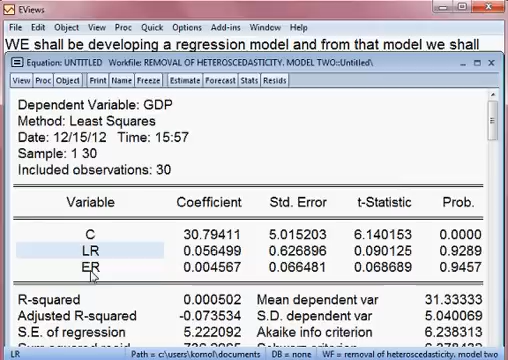 EViews
File Edit Object View Proc Quick Options Add-ins Window Help
WE shall be developing a regression model and from that model we shall
Equation: UNTITLED Workfile: REMOVAL OF HETEROSCEDASTICITY. MODEL TWO::Untitled\
View Proc Object Print Name Freeze Estimate Forecast Stats Resids
Dependent Variable: GDP
Method: Least Squares
Date: 12/15/12 Time: 15:57
Sample: 1 30
Included observations: 30
Variable Coefficient Std. Error t-Statistic Prob.
C 30.79411 5.015203 6.140153 0.0000
LR 0.056499 0.626896 0.090125 0.9289
ER 0.004567 0.066481 0.068689 0.9457
R-squared 0.000502 Mean dependent var 31.33333
Adjusted R-squared -0.073534 S.D. dependent var 5.040069
S.E. of regression 5.222092 Akaike info criterion 6.238313
LR Path = c:\users\komol\documents DB = none WF = removal of heteroscedasticity. model two